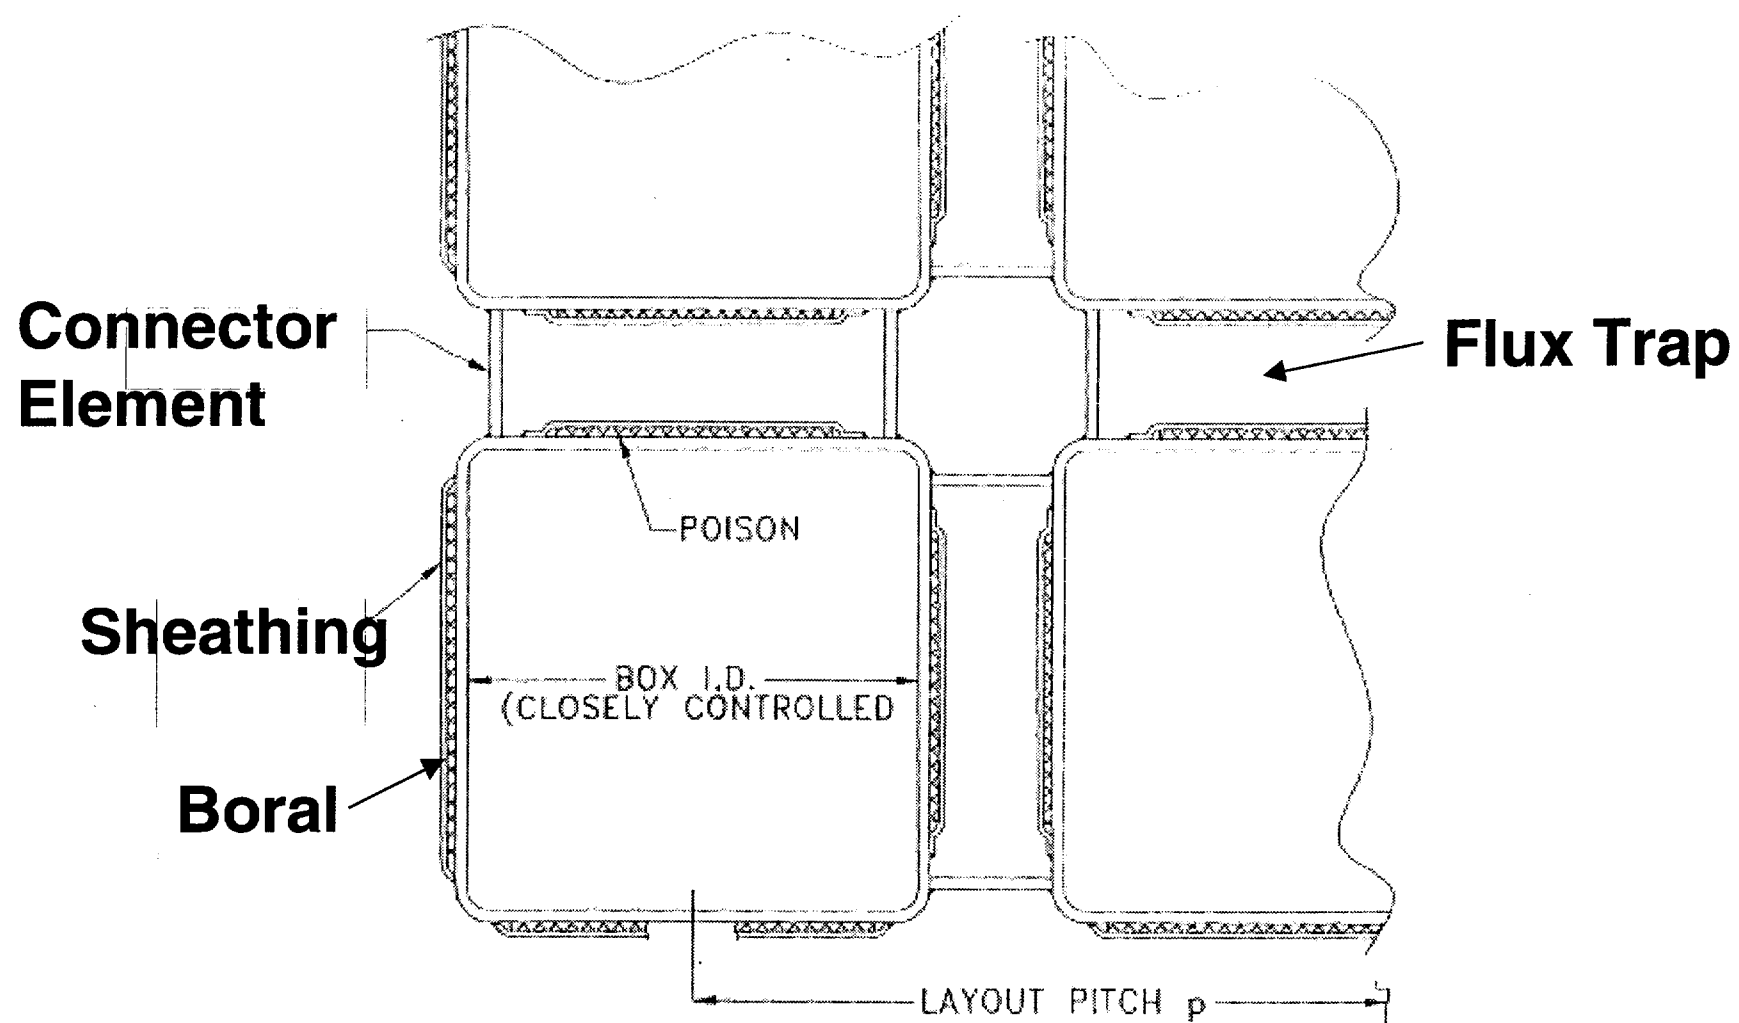 Connector
Element
Flux Trap
POISON
Sheathing
BOX I.D.
(CLOSELY CONTROLLED
Boral
LAYOUT PITCH p